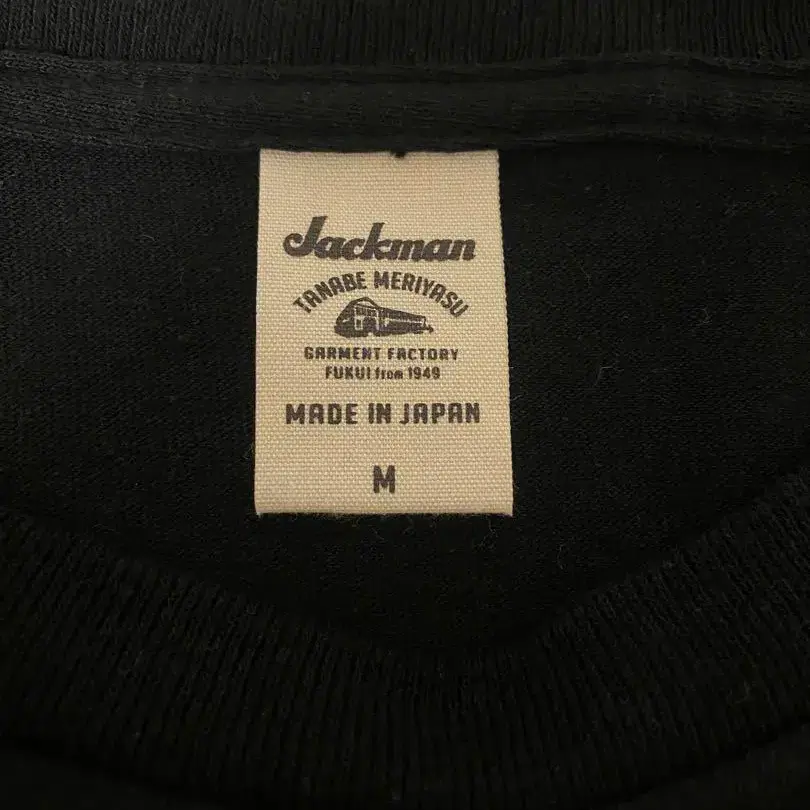 Jackman
TANABE MERIYASU
GARMENT FACTORY
FUKUI from 1949
MADE IN JAPAN
M